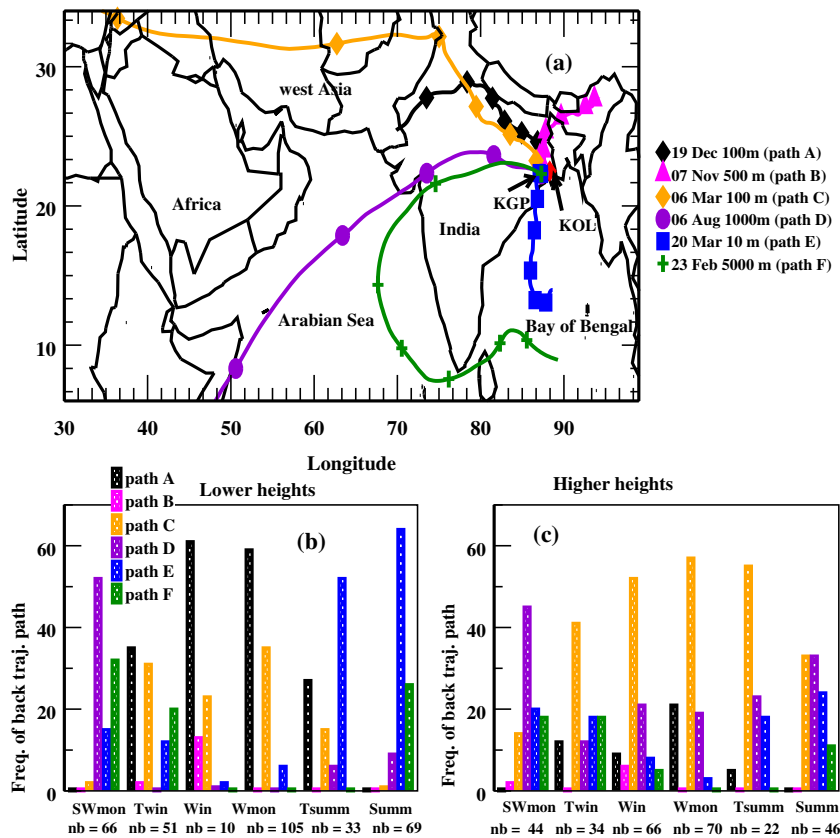 (a)
30
20
10
Latitude
west Asia
Africa
India
KGP
KOL
Arabian Sea
Bay of Bengal
30 40 50 60 70 80 90
Longitude
19 Dec 100m (path A)
07 Nov 500 m (path B)
06 Mar 100 m (path C)
06 Aug 1000m (path D)
20 Mar 10 m (path E)
23 Feb 5000 m (path F)
path A
path B
path C
path D
path E
path F
Lower heights
(b)
60
40
20
0
Freq. of back traj. path
SWmon Twin Win Wmon Tsumm Summ
nb = 66 nb = 51 nb = 10 nb = 105 nb = 33 nb = 69
Higher heights
(c)
60
40
20
0
Freq. of back traj. path
SWmon Twin Win Wmon Tsumm Summ
nb = 44 nb = 34 nb = 66 nb = 70 nb = 22 nb = 46